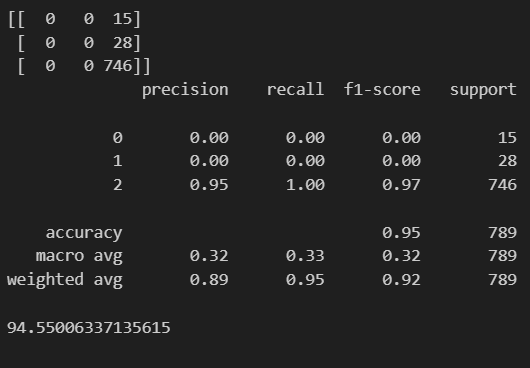 [[  0   0  15]
 [  0   0  28]
 [  0   0 746]]
              precision    recall  f1-score   support

           0       0.00      0.00      0.00        15
           1       0.00      0.00      0.00        28
           2       0.95      1.00      0.97       746

    accuracy                           0.95       789
   macro avg       0.32      0.33      0.32       789
weighted avg       0.89      0.95      0.92       789

94.55006337135615